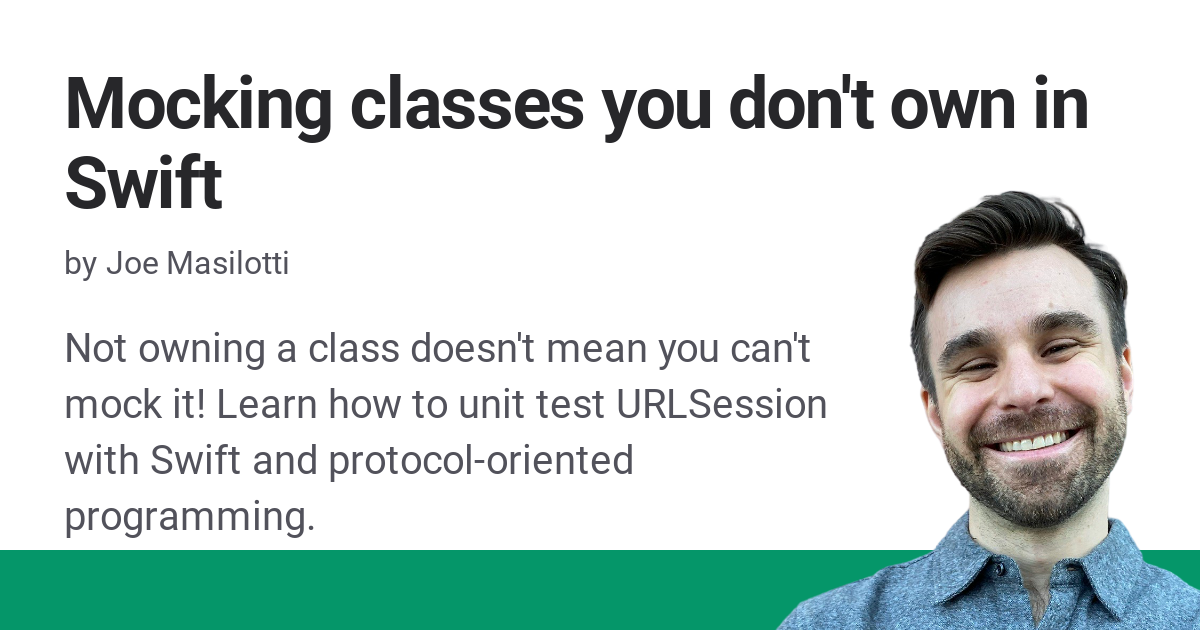 Mocking classes you don't own in
Swift
by Joe Masilotti
Not owning a class doesn't mean you can't
mock it! Learn how to unit test URLSession
with Swift and protocol-oriented
programming.